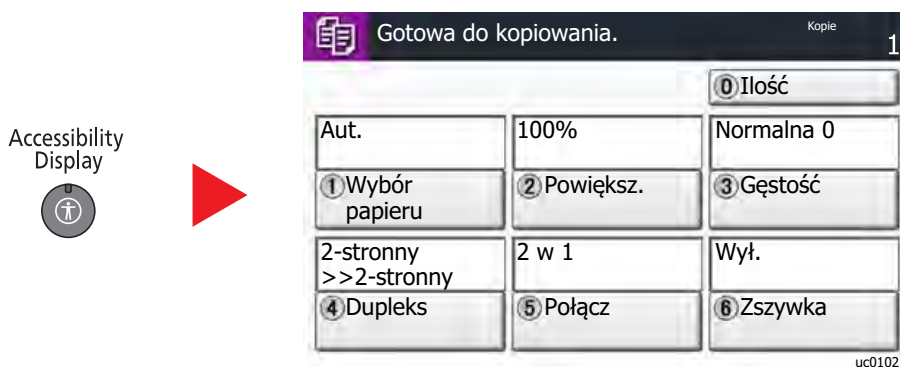 Accessibility
Display
Gotowa do kopiowania.
Kopie
1
0 Ilość
Aut.
100%
Normalna 0
1 Wybór
papieru
2 Powiększ.
3 Gęstość
2-stronny
>>2-stronny
2 w 1
Wył.
4 Dupleks
5 Połącz
6 Zszywka
uc0102